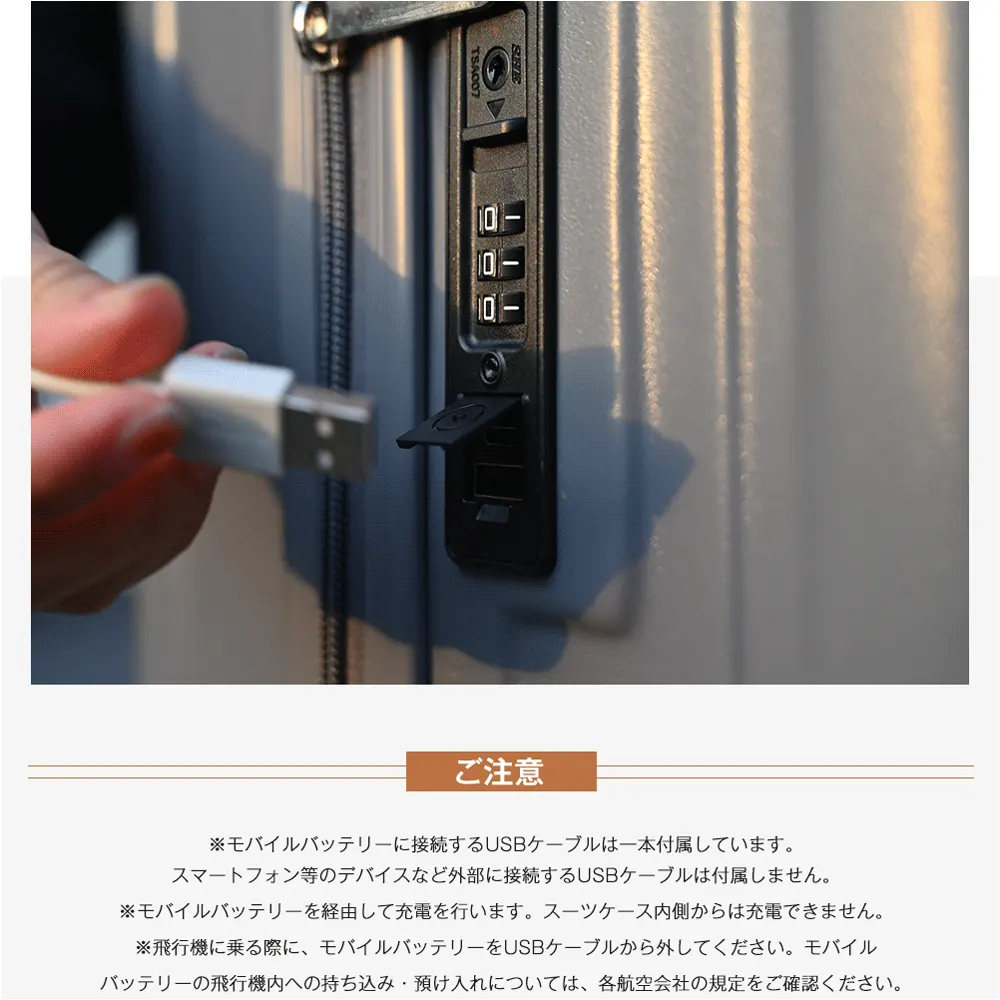 TSA007
0
0
0
ご注意
※モバイルバッテリーに接続するUSBケーブルは一本付属しています。
スマートフォン等のデバイスなど外部に接続するUSBケーブルは付属しません。
※モバイルバッテリーを経由して充電を行います。スーツケース内側からは充電できません。
※飛行機に乗る際に、モバイルバッテリーをUSBケーブルから外してください。モバイル
バッテリーの飛行機内への持ち込み・預け入れについては、各航空会社の規定をご確認ください。